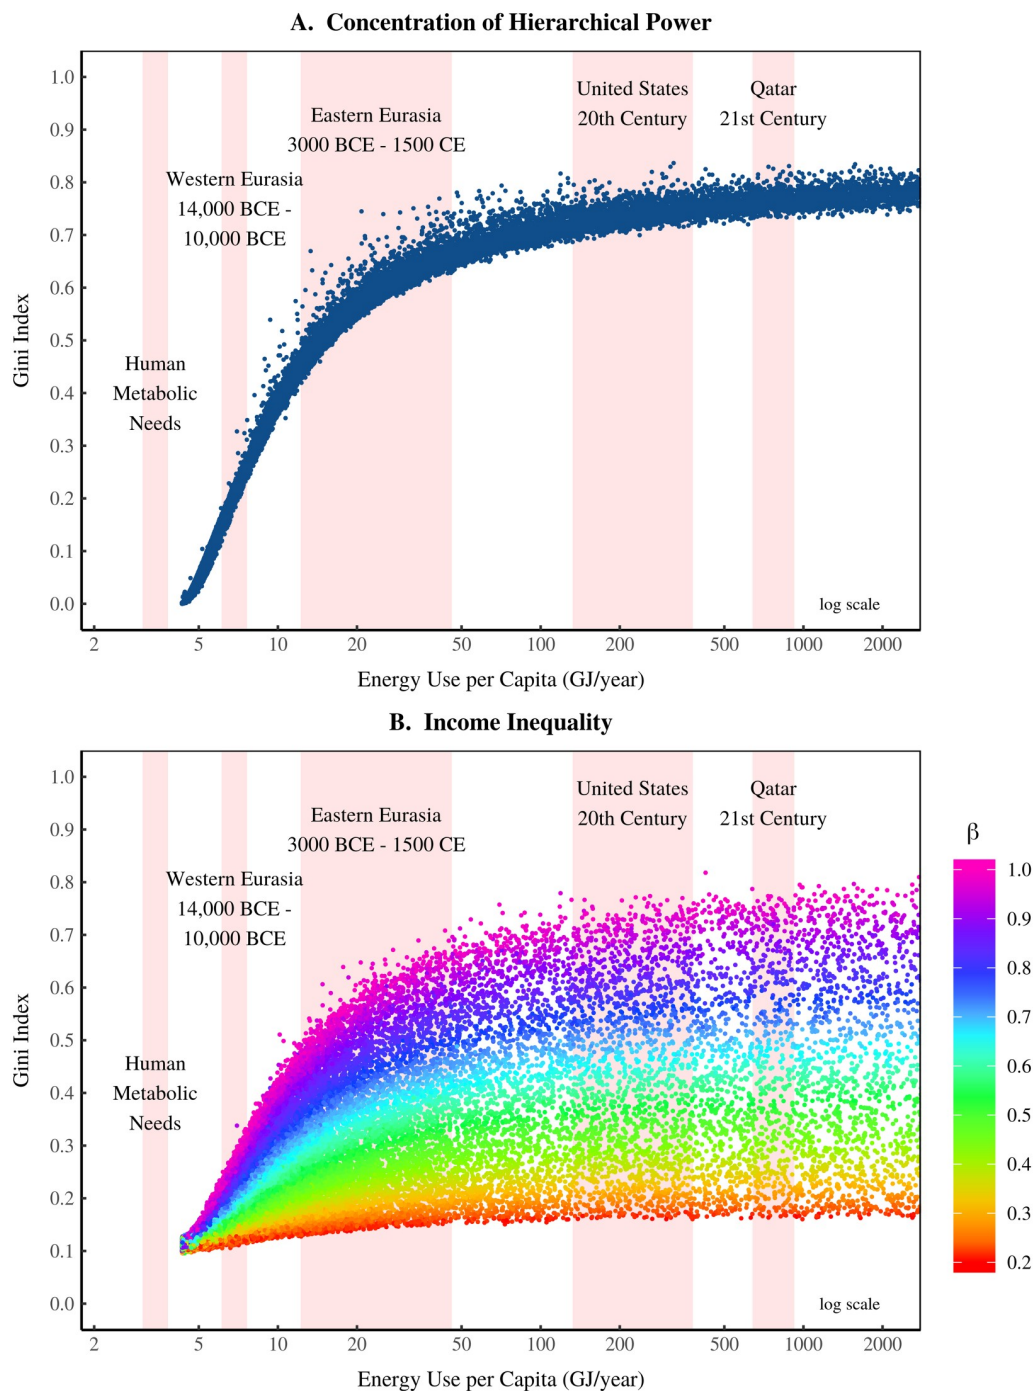 A. Concentration of Hierarchical Power
1.0
0.9
0.8
0.7
0.6
0.5
0.4
0.3
0.2
0.1
0.0
Gini Index
Human
Metabolic
Needs
Western Eurasia
14,000 BCE -
10,000 BCE
Eastern Eurasia
3000 BCE - 1500 CE
United States
20th Century
Qatar
21st Century
log scale
2 5 10 20 50 100 200 500 1000 2000
Energy Use per Capita (GJ/year)
B. Income Inequality
1.0
0.9
0.8
0.7
0.6
0.5
0.4
0.3
0.2
0.1
0.0
Gini Index
Human
Metabolic
Needs
Western Eurasia
14,000 BCE -
10,000 BCE
Eastern Eurasia
3000 BCE - 1500 CE
United States
20th Century
Qatar
21st Century
log scale
2 5 10 20 50 100 200 500 1000 2000
Energy Use per Capita (GJ/year)
β
1.0
0.9
0.8
0.7
0.6
0.5
0.4
0.3
0.2